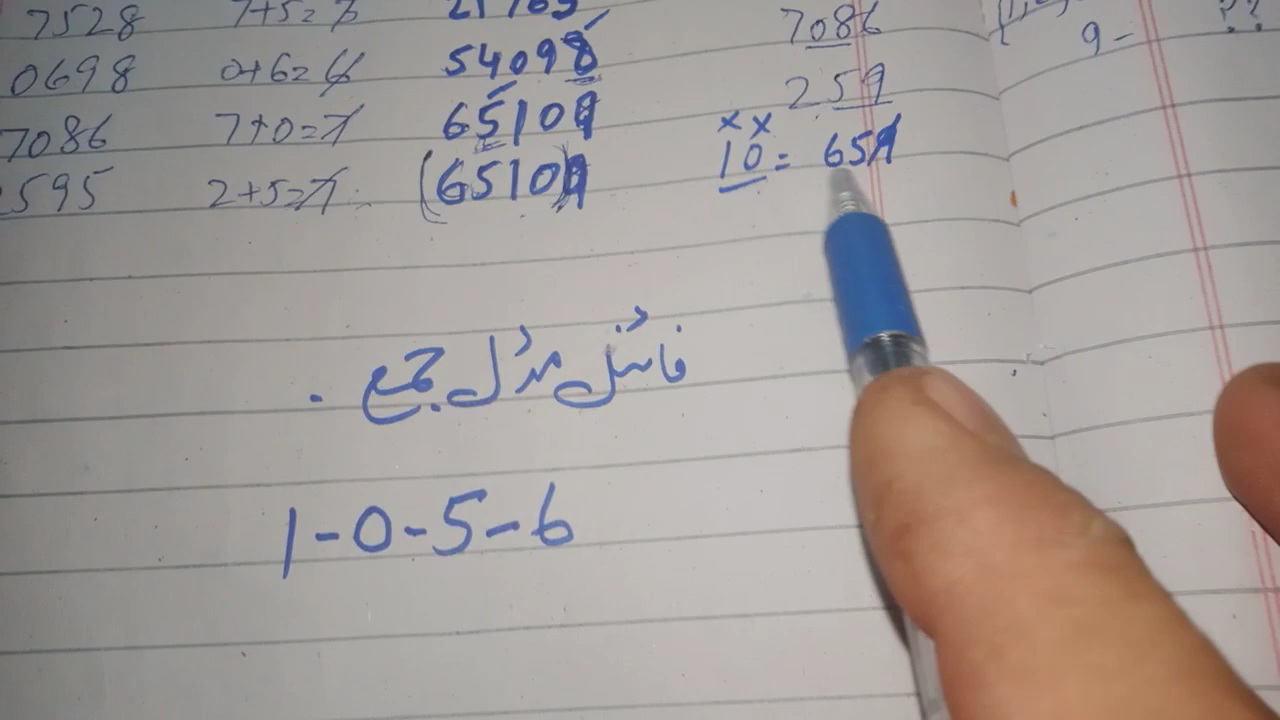 7528 7+5=7
0698 0+6=6 54098
7086 7+0=7 65109
2595 2+5=7 (65109)
7086
259
××
10 = 659
9-
??
فائنل مڈل جمع .
1-0-5-6